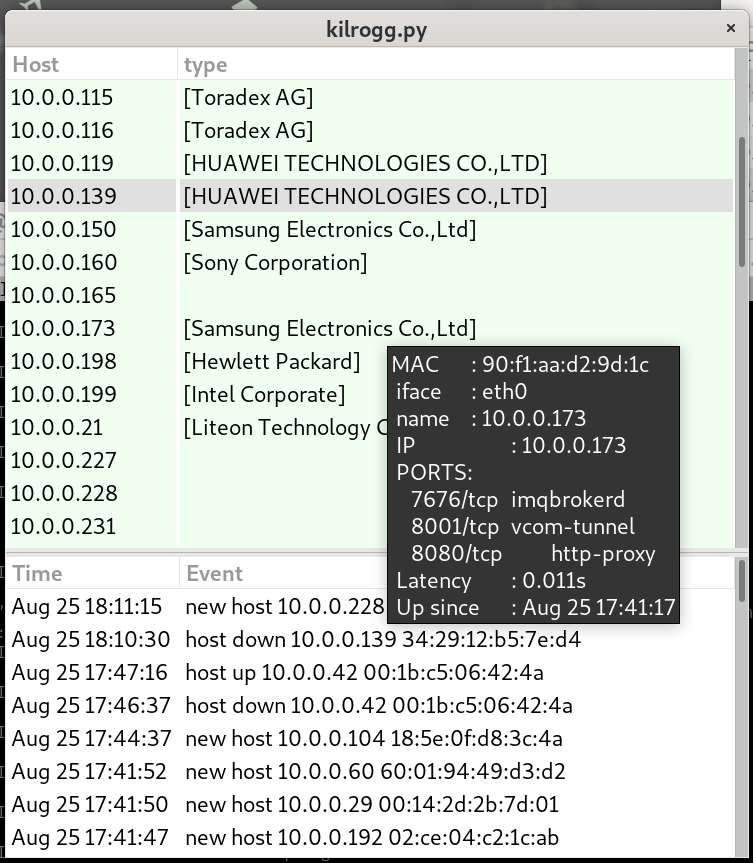 kilrogg.py ×
Host type
10.0.0.115 [Toradex AG]
10.0.0.116 [Toradex AG]
10.0.0.119 [HUAWEI TECHNOLOGIES CO.,LTD]
10.0.0.139 [HUAWEI TECHNOLOGIES CO.,LTD]
10.0.0.150 [Samsung Electronics Co.,Ltd]
10.0.0.160 [Sony Corporation]
10.0.0.165
10.0.0.173 [Samsung Electronics Co.,Ltd]
10.0.0.198 [Hewlett Packard]
10.0.0.199 [Intel Corporate]
10.0.0.21 [Liteon Technology C
10.0.0.227
10.0.0.228
10.0.0.231
MAC : 90:f1:aa:d2:9d:1c
iface : eth0
name : 10.0.0.173
IP : 10.0.0.173
PORTS:
7676/tcp imqbrokerd
8001/tcp vcom-tunnel
8080/tcp http-proxy
Latency : 0.011s
Up since : Aug 25 17:41:17
Time Event
Aug 25 18:11:15 new host 10.0.0.228
Aug 25 18:10:30 host down 10.0.0.139 34:29:12:b5:7e:d4
Aug 25 17:47:16 host up 10.0.0.42 00:1b:c5:06:42:4a
Aug 25 17:46:37 host down 10.0.0.42 00:1b:c5:06:42:4a
Aug 25 17:44:37 new host 10.0.0.104 18:5e:0f:d8:3c:4a
Aug 25 17:41:52 new host 10.0.0.60 60:01:94:49:d3:d2
Aug 25 17:41:50 new host 10.0.0.29 00:14:2d:2b:7d:01
Aug 25 17:41:47 new host 10.0.0.192 02:ce:04:c2:1c:ab